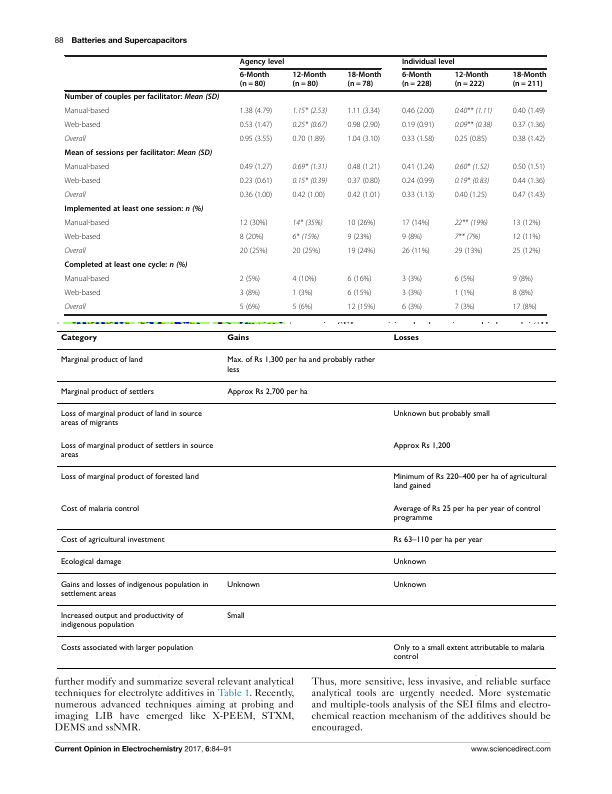 88 Batteries and Supercapacitors
Agency level Individual level
6-Month 12-Month 18-Month 6-Month 12-Month 18-Month
(n = 80) (n = 80) (n = 78) (n = 228) (n = 222) (n = 211)
Number of couples per facilitator: Mean (SD)
Manual-based 1.38 (4.79) 1.15* (2.53) 1.11 (3.34) 0.46 (2.00) 0.40** (1.11) 0.40 (1.49)
Web-based 0.53 (1.47) 0.25* (0.67) 0.98 (2.90) 0.19 (0.91) 0.09** (0.38) 0.37 (1.36)
Overall 0.95 (3.55) 0.70 (1.89) 1.04 (3.10) 0.33 (1.58) 0.25 (0.85) 0.38 (1.42)
Mean of sessions per facilitator: Mean (SD)
Manual-based 0.49 (1.27) 0.69* (1.31) 0.48 (1.21) 0.41 (1.24) 0.60* (1.52) 0.50 (1.51)
Web-based 0.23 (0.61) 0.15* (0.39) 0.37 (0.80) 0.24 (0.99) 0.19* (0.83) 0.44 (1.36)
Overall 0.36 (1.00) 0.42 (1.00) 0.42 (1.01) 0.33 (1.13) 0.40 (1.25) 0.47 (1.43)
Implemented at least one session: n (%)
Manual-based 12 (30%) 14* (35%) 10 (26%) 17 (14%) 22** (19%) 13 (12%)
Web-based 8 (20%) 6* (15%) 9 (23%) 9 (8%) 7** (7%) 12 (11%)
Overall 20 (25%) 20 (25%) 19 (24%) 26 (11%) 29 (13%) 25 (12%)
Completed at least one cycle: n (%)
Manual-based 2 (5%) 4 (10%) 6 (16%) 3 (3%) 6 (5%) 9 (8%)
Web-based 3 (8%) 1 (3%) 6 (15%) 3 (3%) 1 (1%) 8 (8%)
Overall 5 (6%) 5 (6%) 12 (15%) 6 (3%) 7 (3%) 17 (8%)
Category Gains Losses
Marginal product of land Max. of Rs 1,300 per ha and probably rather
less
Marginal product of settlers Approx Rs 2,700 per ha
Loss of marginal product of land in source Unknown but probably small
areas of migrants
Loss of marginal product of settlers in source Approx Rs 1,200
areas
Loss of marginal product of forested land Minimum of Rs 220–400 per ha of agricultural
land gained
Cost of malaria control Average of Rs 25 per ha per year of control
programme
Cost of agricultural investment Rs 63–110 per ha per year
Ecological damage Unknown
Gains and losses of indigenous population in Unknown Unknown
settlement areas
Increased output and productivity of Small
indigenous population
Costs associated with larger population Only to a small extent attributable to malaria
control
further modify and summarize several relevant analytical
techniques for electrolyte additives in Table 1. Recently,
numerous advanced techniques aiming at probing and
imaging LIB have emerged like X-PEEM, STXM,
DEMS and ssNMR.
Thus, more sensitive, less invasive, and reliable surface
analytical tools are urgently needed. More systematic
and multiple-tools analysis of the SEI films and electro-
chemical reaction mechanism of the additives should be
encouraged.
Current Opinion in Electrochemistry 2017, 6:84–91 www.sciencedirect.com